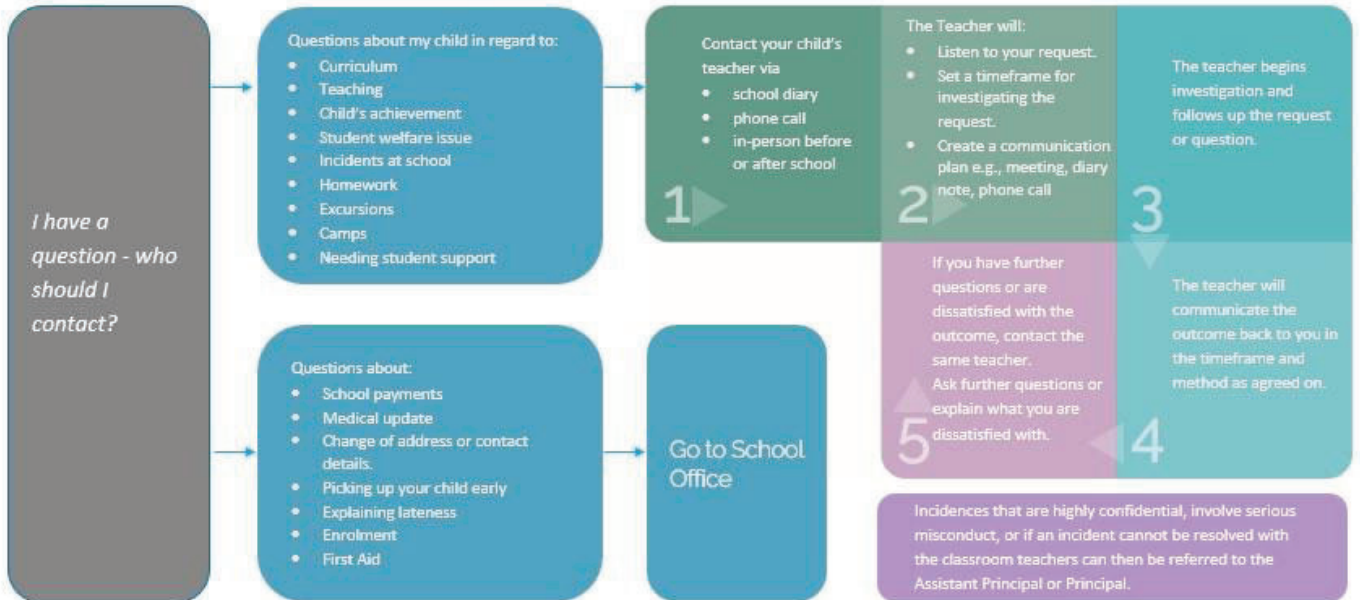 I have a
question - who
should I
contact?
Questions about my child in regard to:
• Curriculum
• Teaching
• Child's achievement
• Student welfare issue
• Incidents at school
• Homework
• Excursions
• Camps
• Needing student support
Contact your child's
teacher via
• school diary
• phone call
• in-person before
or after school
1
The Teacher will:
• Listen to your request.
• Set a timeframe for
investigating the
request.
• Create a communication
plan e.g., meeting, diary
note, phone call
2
The teacher begins
investigation and
follows up the request
or question.
3
The teacher will
communicate the
outcome back to you in
the timeframe and
method as agreed on.
4
If you have further
questions or are
dissatisfied with the
outcome, contact the
same teacher.
Ask further questions or
explain what you are
dissatisfied with.
5
Questions about:
• School payments
• Medical update
• Change of address or contact
details.
• Picking up your child early
• Explaining lateness
• Enrolment
• First Aid
Go to School
Office
Incidences that are highly confidential, involve serious
misconduct, or if an incident cannot be resolved with
the classroom teachers can then be referred to the
Assistant Principal or Principal.